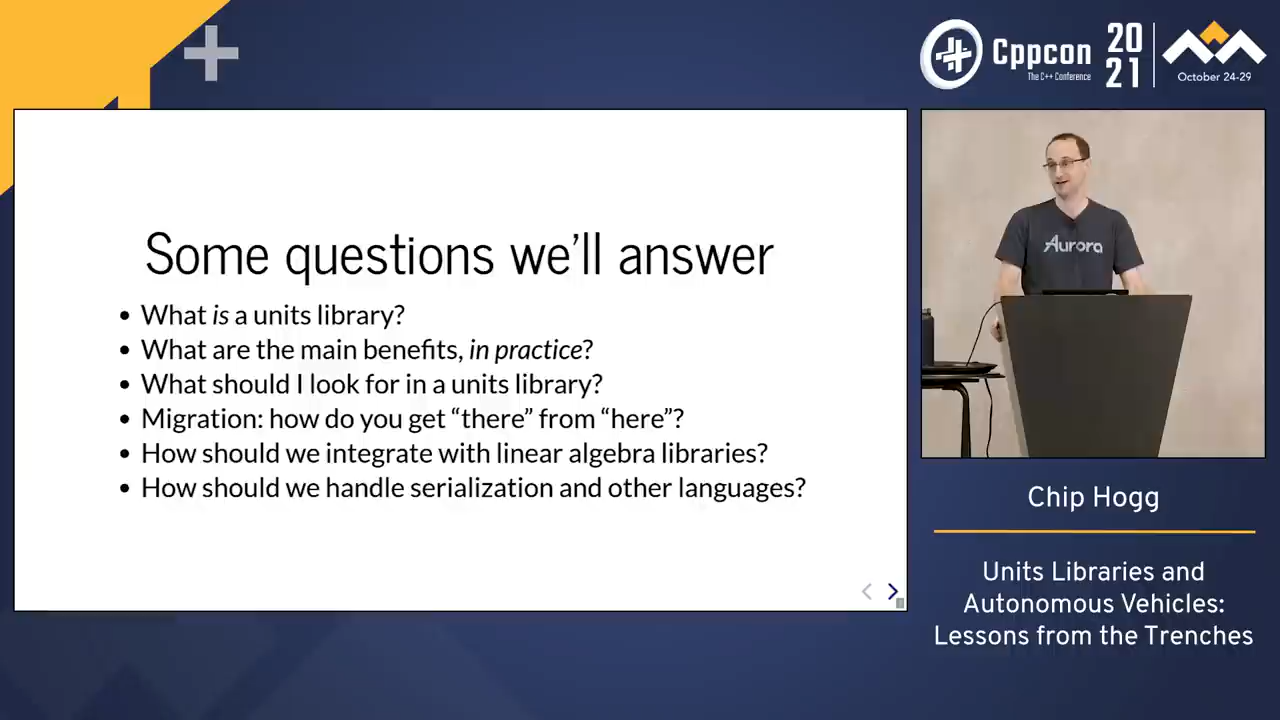 Cppcon
The C++ Conference
20
21
October 24-29
Some questions we'll answer
• What is a units library?
• What are the main benefits, in practice?
• What should I look for in a units library?
• Migration: how do you get “there” from “here”?
• How should we integrate with linear algebra libraries?
• How should we handle serialization and other languages?
Aurora
Chip Hogg
Units Libraries and
Autonomous Vehicles:
Lessons from the Trenches